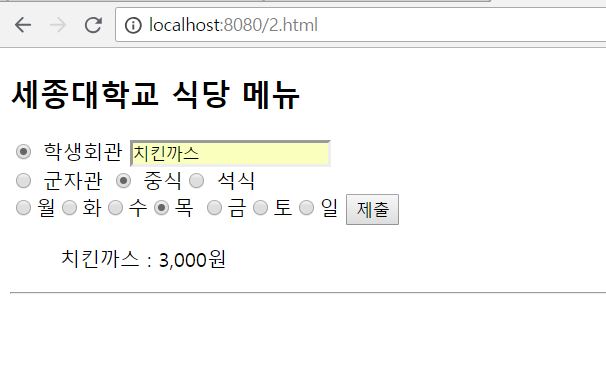 localhost:8080/2.html
세종대학교 식당 메뉴
학생회관 치킨까스
군자관 중식 석식
월 화 수 목 금 토 일 제출
치킨까스 : 3,000원